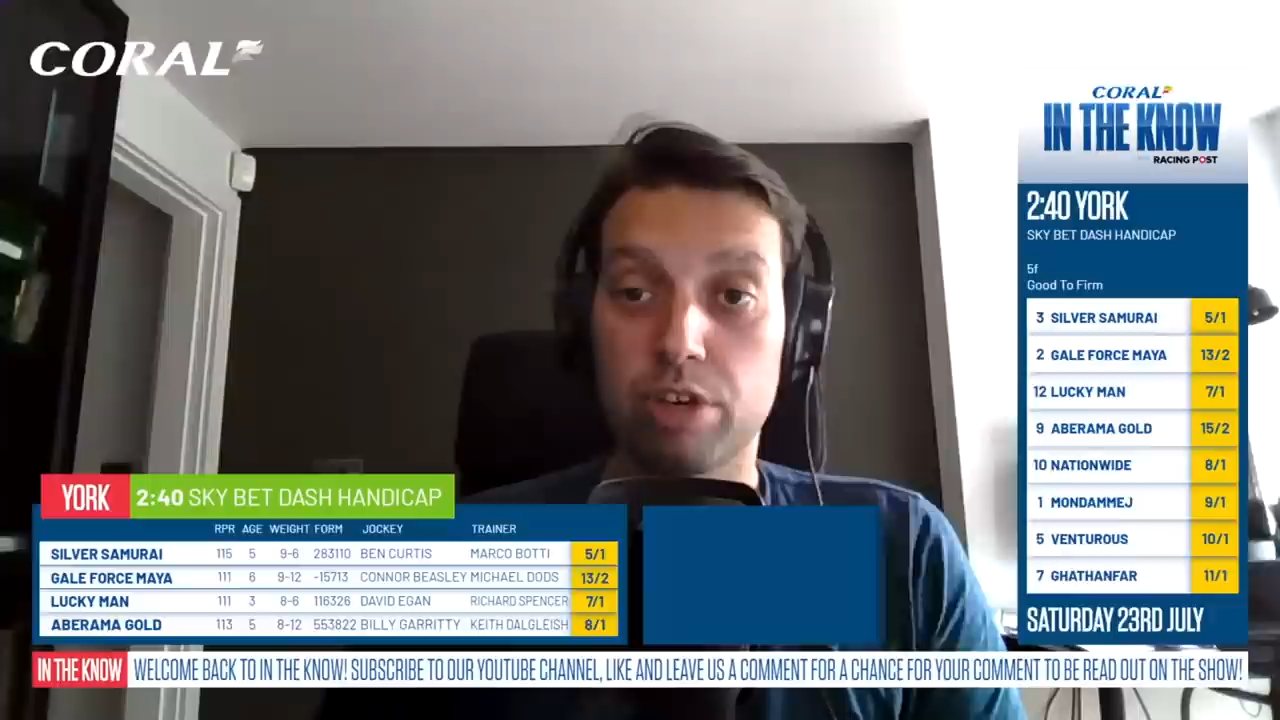 CORAL
CORAL
IN THE KNOW
RACING POST
2:40 YORK
SKY BET DASH HANDICAP
5f
Good To Firm
3 SILVER SAMURAI 5/1
2 GALE FORCE MAYA 13/2
12 LUCKY MAN 7/1
9 ABERAMA GOLD 15/2
10 NATIONWIDE 8/1
1 MONDAMMEJ 9/1
5 VENTUROUS 10/1
7 GHATHANFAR 11/1
SATURDAY 23RD JULY
YORK 2:40 SKY BET DASH HANDICAP
RPR AGE WEIGHT FORM JOCKEY TRAINER
SILVER SAMURAI 115 5 9-6 283110 BEN CURTIS MARCO BOTTI 5/1
GALE FORCE MAYA 111 6 9-12 -15713 CONNOR BEASLEY MICHAEL DODS 13/2
LUCKY MAN 111 3 8-6 116326 DAVID EGAN RICHARD SPENCER 7/1
ABERAMA GOLD 113 5 8-12 553822 BILLY GARRITTY KEITH DALGLEISH 8/1
IN THE KNOW WELCOME BACK TO IN THE KNOW! SUBSCRIBE TO OUR YOUTUBE CHANNEL, LIKE AND LEAVE US A COMMENT FOR A CHANCE FOR YOUR COMMENT TO BE READ OUT ON THE SHOW!